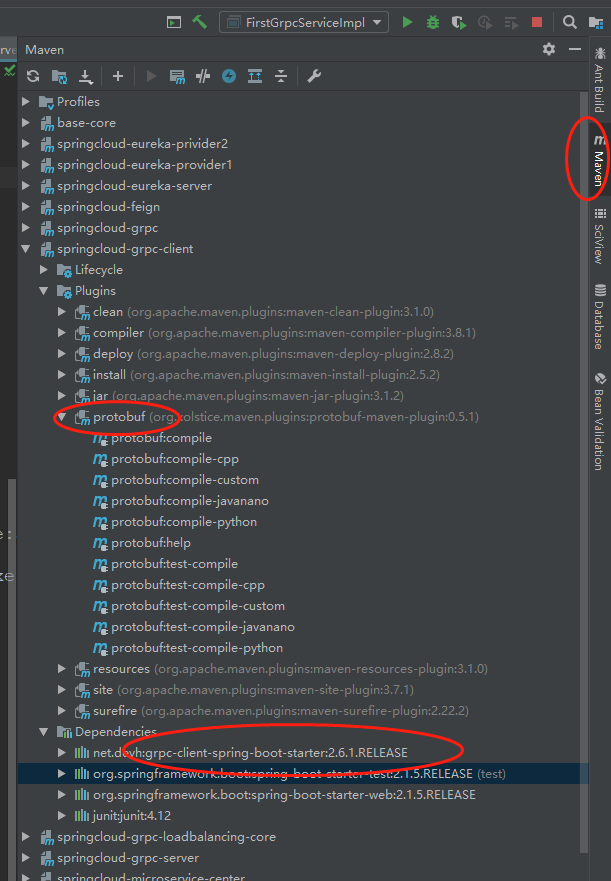 FirstGrpcServiceImpl
Maven
Profiles
base-core
springcloud-eureka-privider2
springcloud-eureka-provider1
springcloud-eureka-server
springcloud-feign
springcloud-grpc
springcloud-grpc-client
Lifecycle
Plugins
clean (org.apache.maven.plugins:maven-clean-plugin:3.1.0)
compiler (org.apache.maven.plugins:maven-compiler-plugin:3.8.1)
deploy (org.apache.maven.plugins:maven-deploy-plugin:2.8.2)
install (org.apache.maven.plugins:maven-install-plugin:2.5.2)
jar (org.apache.maven.plugins:maven-jar-plugin:3.1.2)
protobuf (org.xolstice.maven.plugins:protobuf-maven-plugin:0.5.1)
protobuf:compile
protobuf:compile-cpp
protobuf:compile-custom
protobuf:compile-javanano
protobuf:compile-python
protobuf:help
protobuf:test-compile
protobuf:test-compile-cpp
protobuf:test-compile-custom
protobuf:test-compile-javanano
protobuf:test-compile-python
resources (org.apache.maven.plugins:maven-resources-plugin:3.1.0)
site (org.apache.maven.plugins:maven-site-plugin:3.7.1)
surefire (org.apache.maven.plugins:maven-surefire-plugin:2.22.2)
Dependencies
net.devh:grpc-client-spring-boot-starter:2.6.1.RELEASE
org.springframework.boot:spring-boot-starter-test:2.1.5.RELEASE (test)
org.springframework.boot:spring-boot-starter-web:2.1.5.RELEASE
junit:junit:4.12
springcloud-grpc-loadbalancing-core
springcloud-grpc-server
springcloud-microservice-center
Ant Build
Maven
SciView
Database
Bean Validation